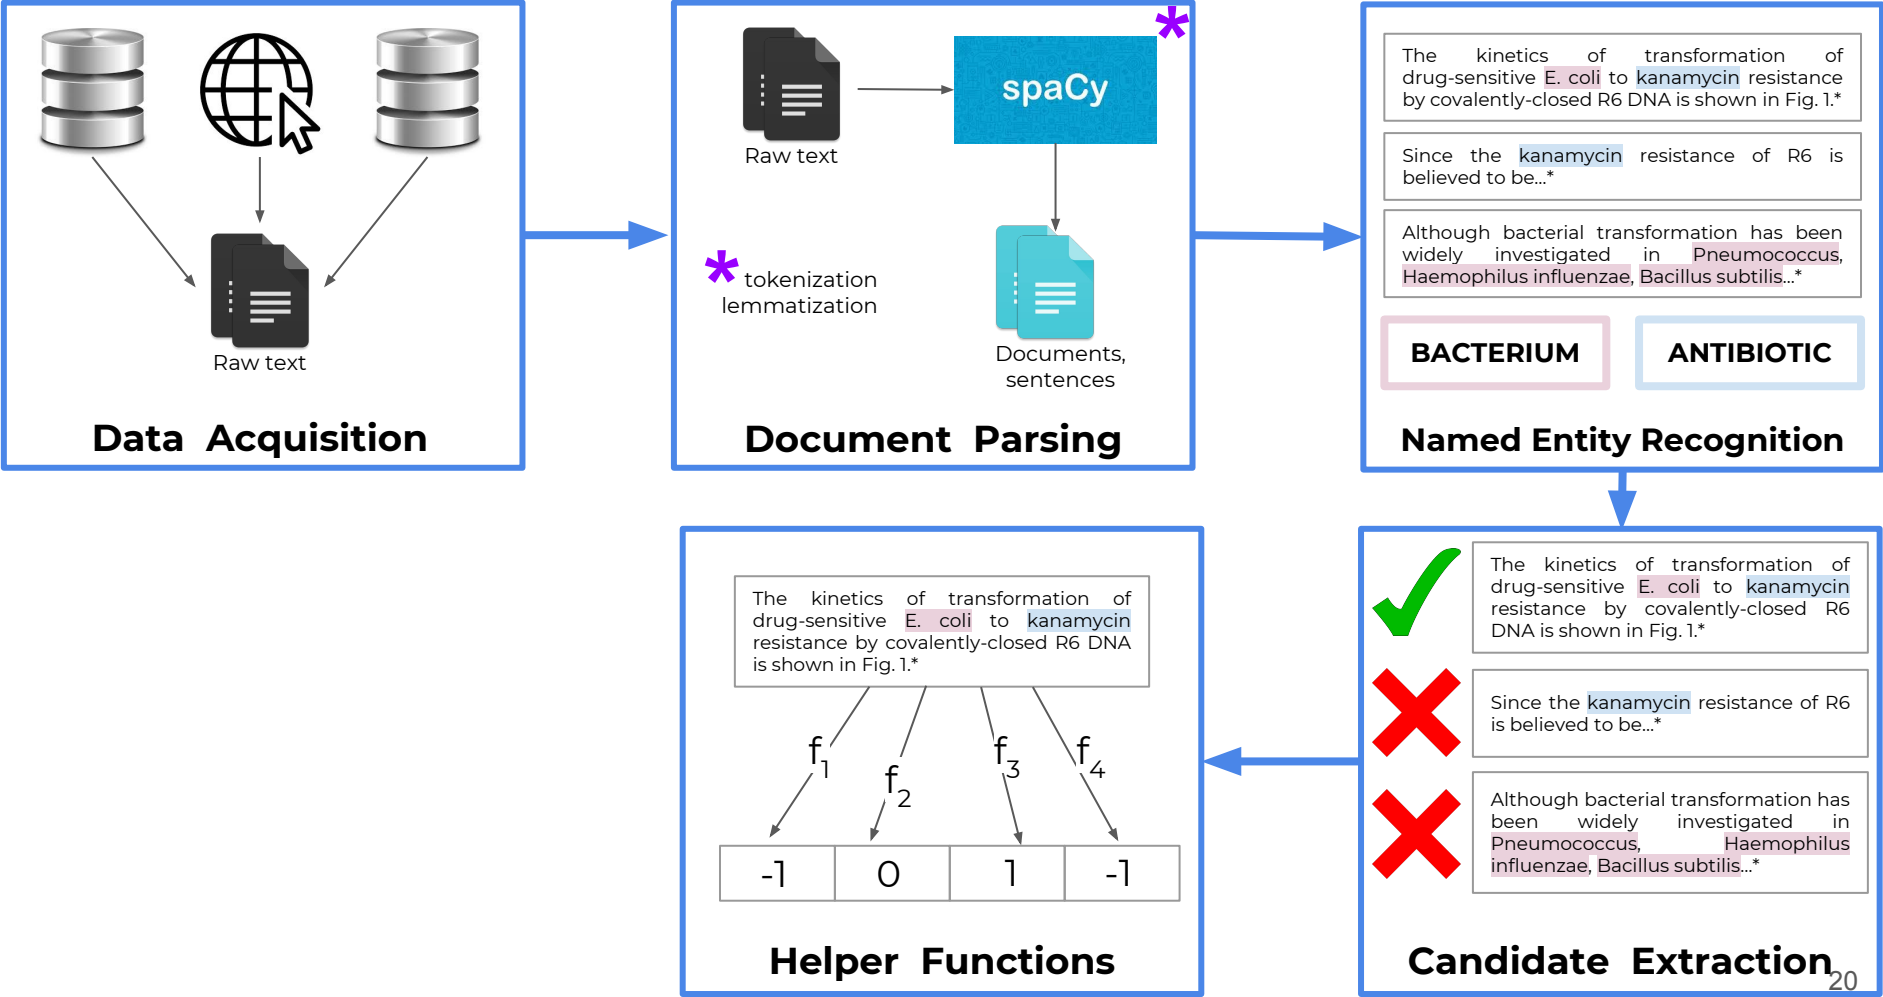 Raw text
Data Acquisition
Raw text
spaCy
*
* tokenization
lemmatization
Documents,
sentences
Document Parsing
The kinetics of transformation of
drug-sensitive E. coli to kanamycin resistance
by covalently-closed R6 DNA is shown in Fig. 1.*
Since the kanamycin resistance of R6 is
believed to be...*
Although bacterial transformation has been
widely investigated in Pneumococcus,
Haemophilus influenzae, Bacillus subtilis...*
BACTERIUM
ANTIBIOTIC
Named Entity Recognition
The kinetics of transformation of
drug-sensitive E. coli to kanamycin
resistance by covalently-closed R6
DNA is shown in Fig. 1.*
Since the kanamycin resistance of R6
is believed to be...*
Although bacterial transformation has
been widely investigated in
Pneumococcus, Haemophilus
influenzae, Bacillus subtilis...*
Candidate Extraction
The kinetics of transformation of
drug-sensitive E. coli to kanamycin
resistance by covalently-closed R6 DNA
is shown in Fig. 1.*
f1 f2 f3 f4
-1 0 1 -1
Helper Functions
20